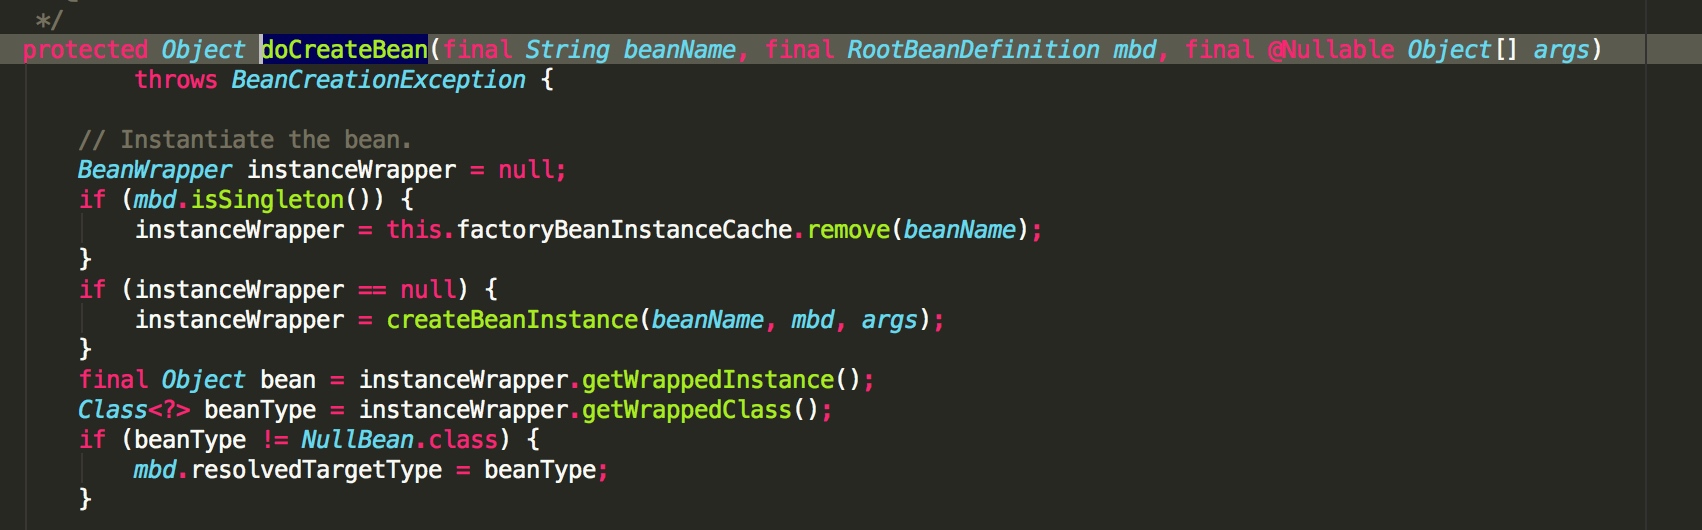 */
protected Object doCreateBean(final String beanName, final RootBeanDefinition mbd, final @Nullable Object[] args)
        throws BeanCreationException {

    // Instantiate the bean.
    BeanWrapper instanceWrapper = null;
    if (mbd.isSingleton()) {
        instanceWrapper = this.factoryBeanInstanceCache.remove(beanName);
    }
    if (instanceWrapper == null) {
        instanceWrapper = createBeanInstance(beanName, mbd, args);
    }
    final Object bean = instanceWrapper.getWrappedInstance();
    Class<?> beanType = instanceWrapper.getWrappedClass();
    if (beanType != NullBean.class) {
        mbd.resolvedTargetType = beanType;
    }